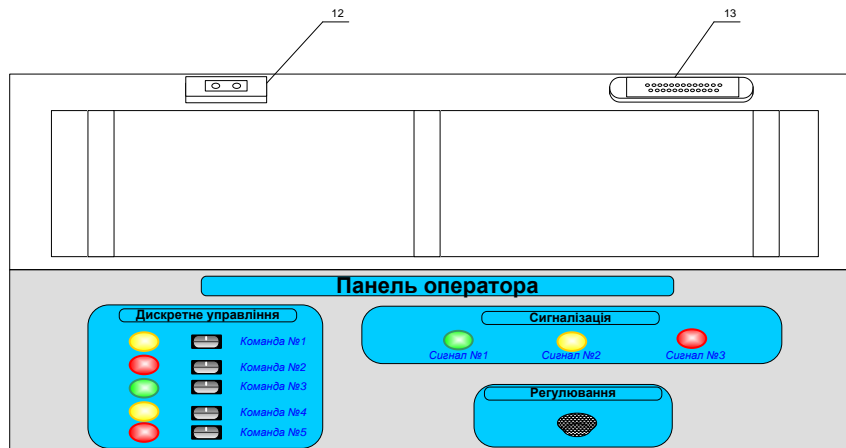 12
13
Панель оператора
Дискретне управління
Команда №1
Команда №2
Команда №3
Команда №4
Команда №5
Сигналізація
Сигнал №1
Сигнал №2
Сигнал №3
Регулювання